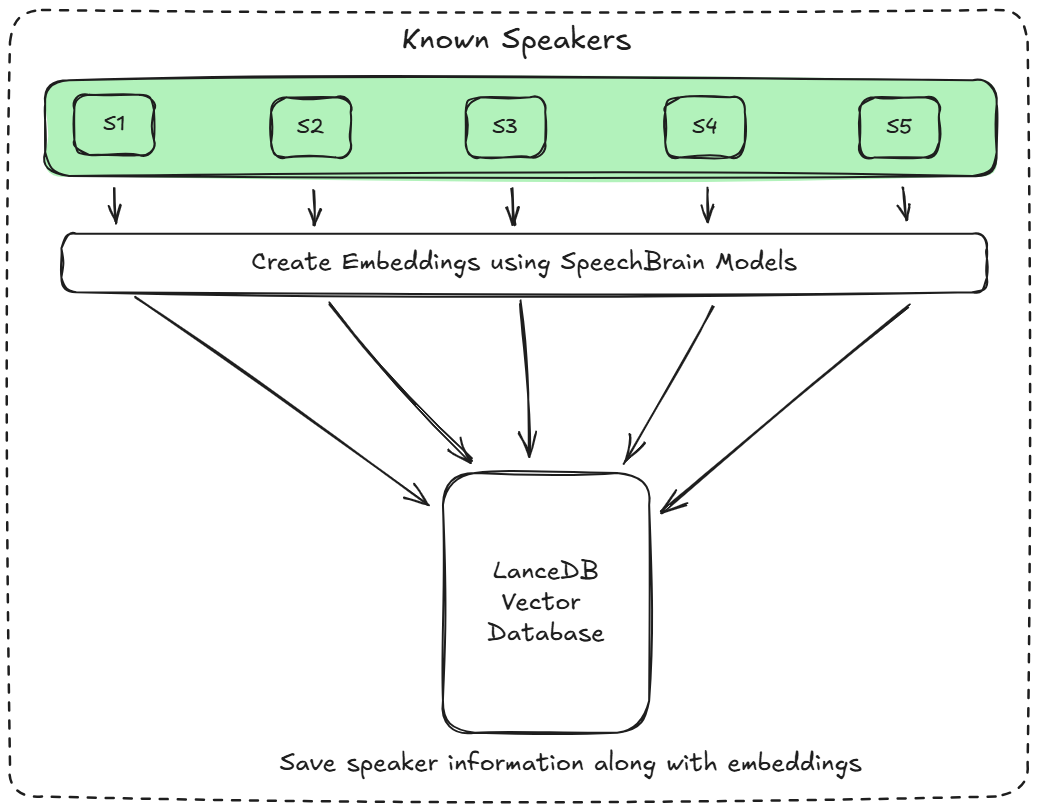 Known Speakers
S1
S2
S3
S4
S5
Create Embeddings using SpeechBrain Models
LanceDB
Vector
Database
Save speaker information along with embeddings